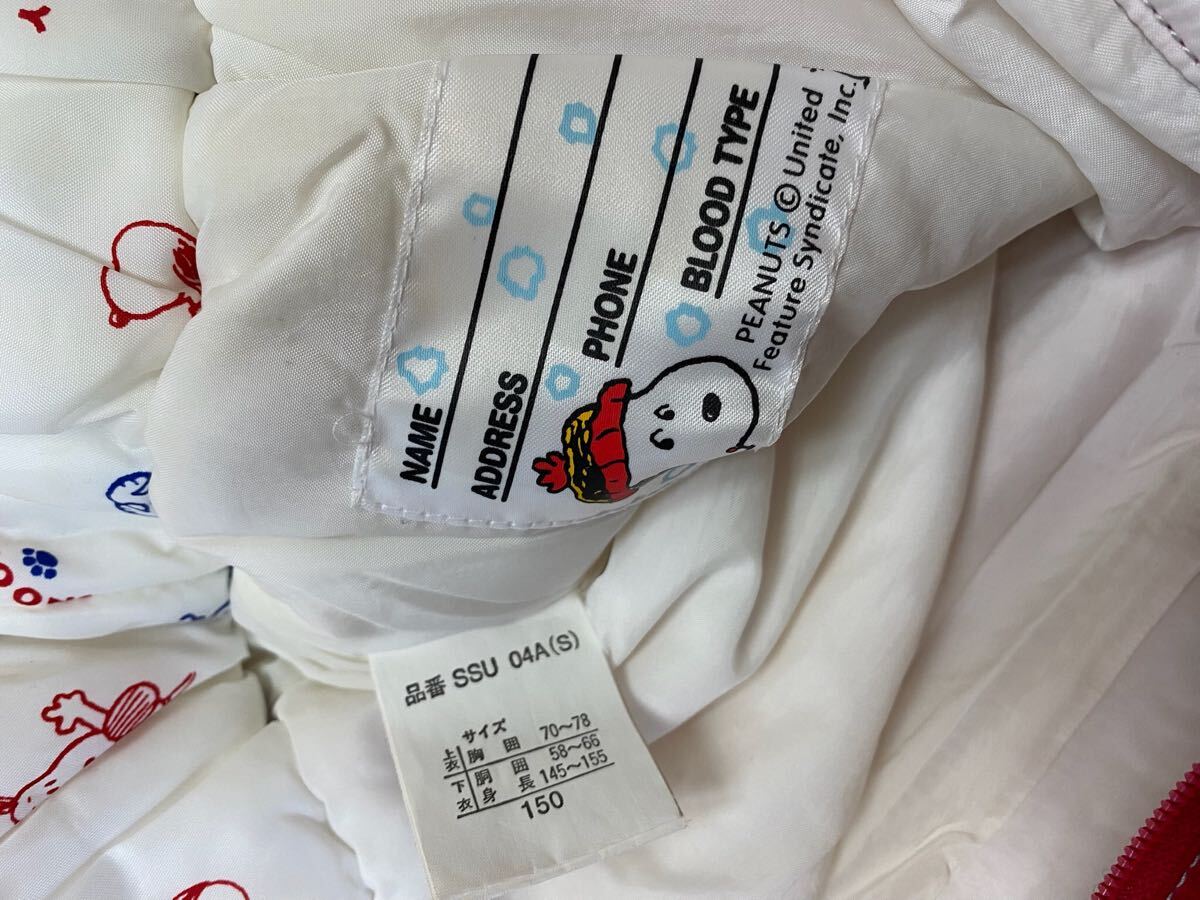 NAME
ADDRESS
PHONE
BLOOD TYPE
PEANUTS © United
Feature Syndicate, Inc.
品番 SSU 04A(S)
サイズ
上衣 胸囲 70～78
下衣 胴囲 58～66
身長 145～155
150